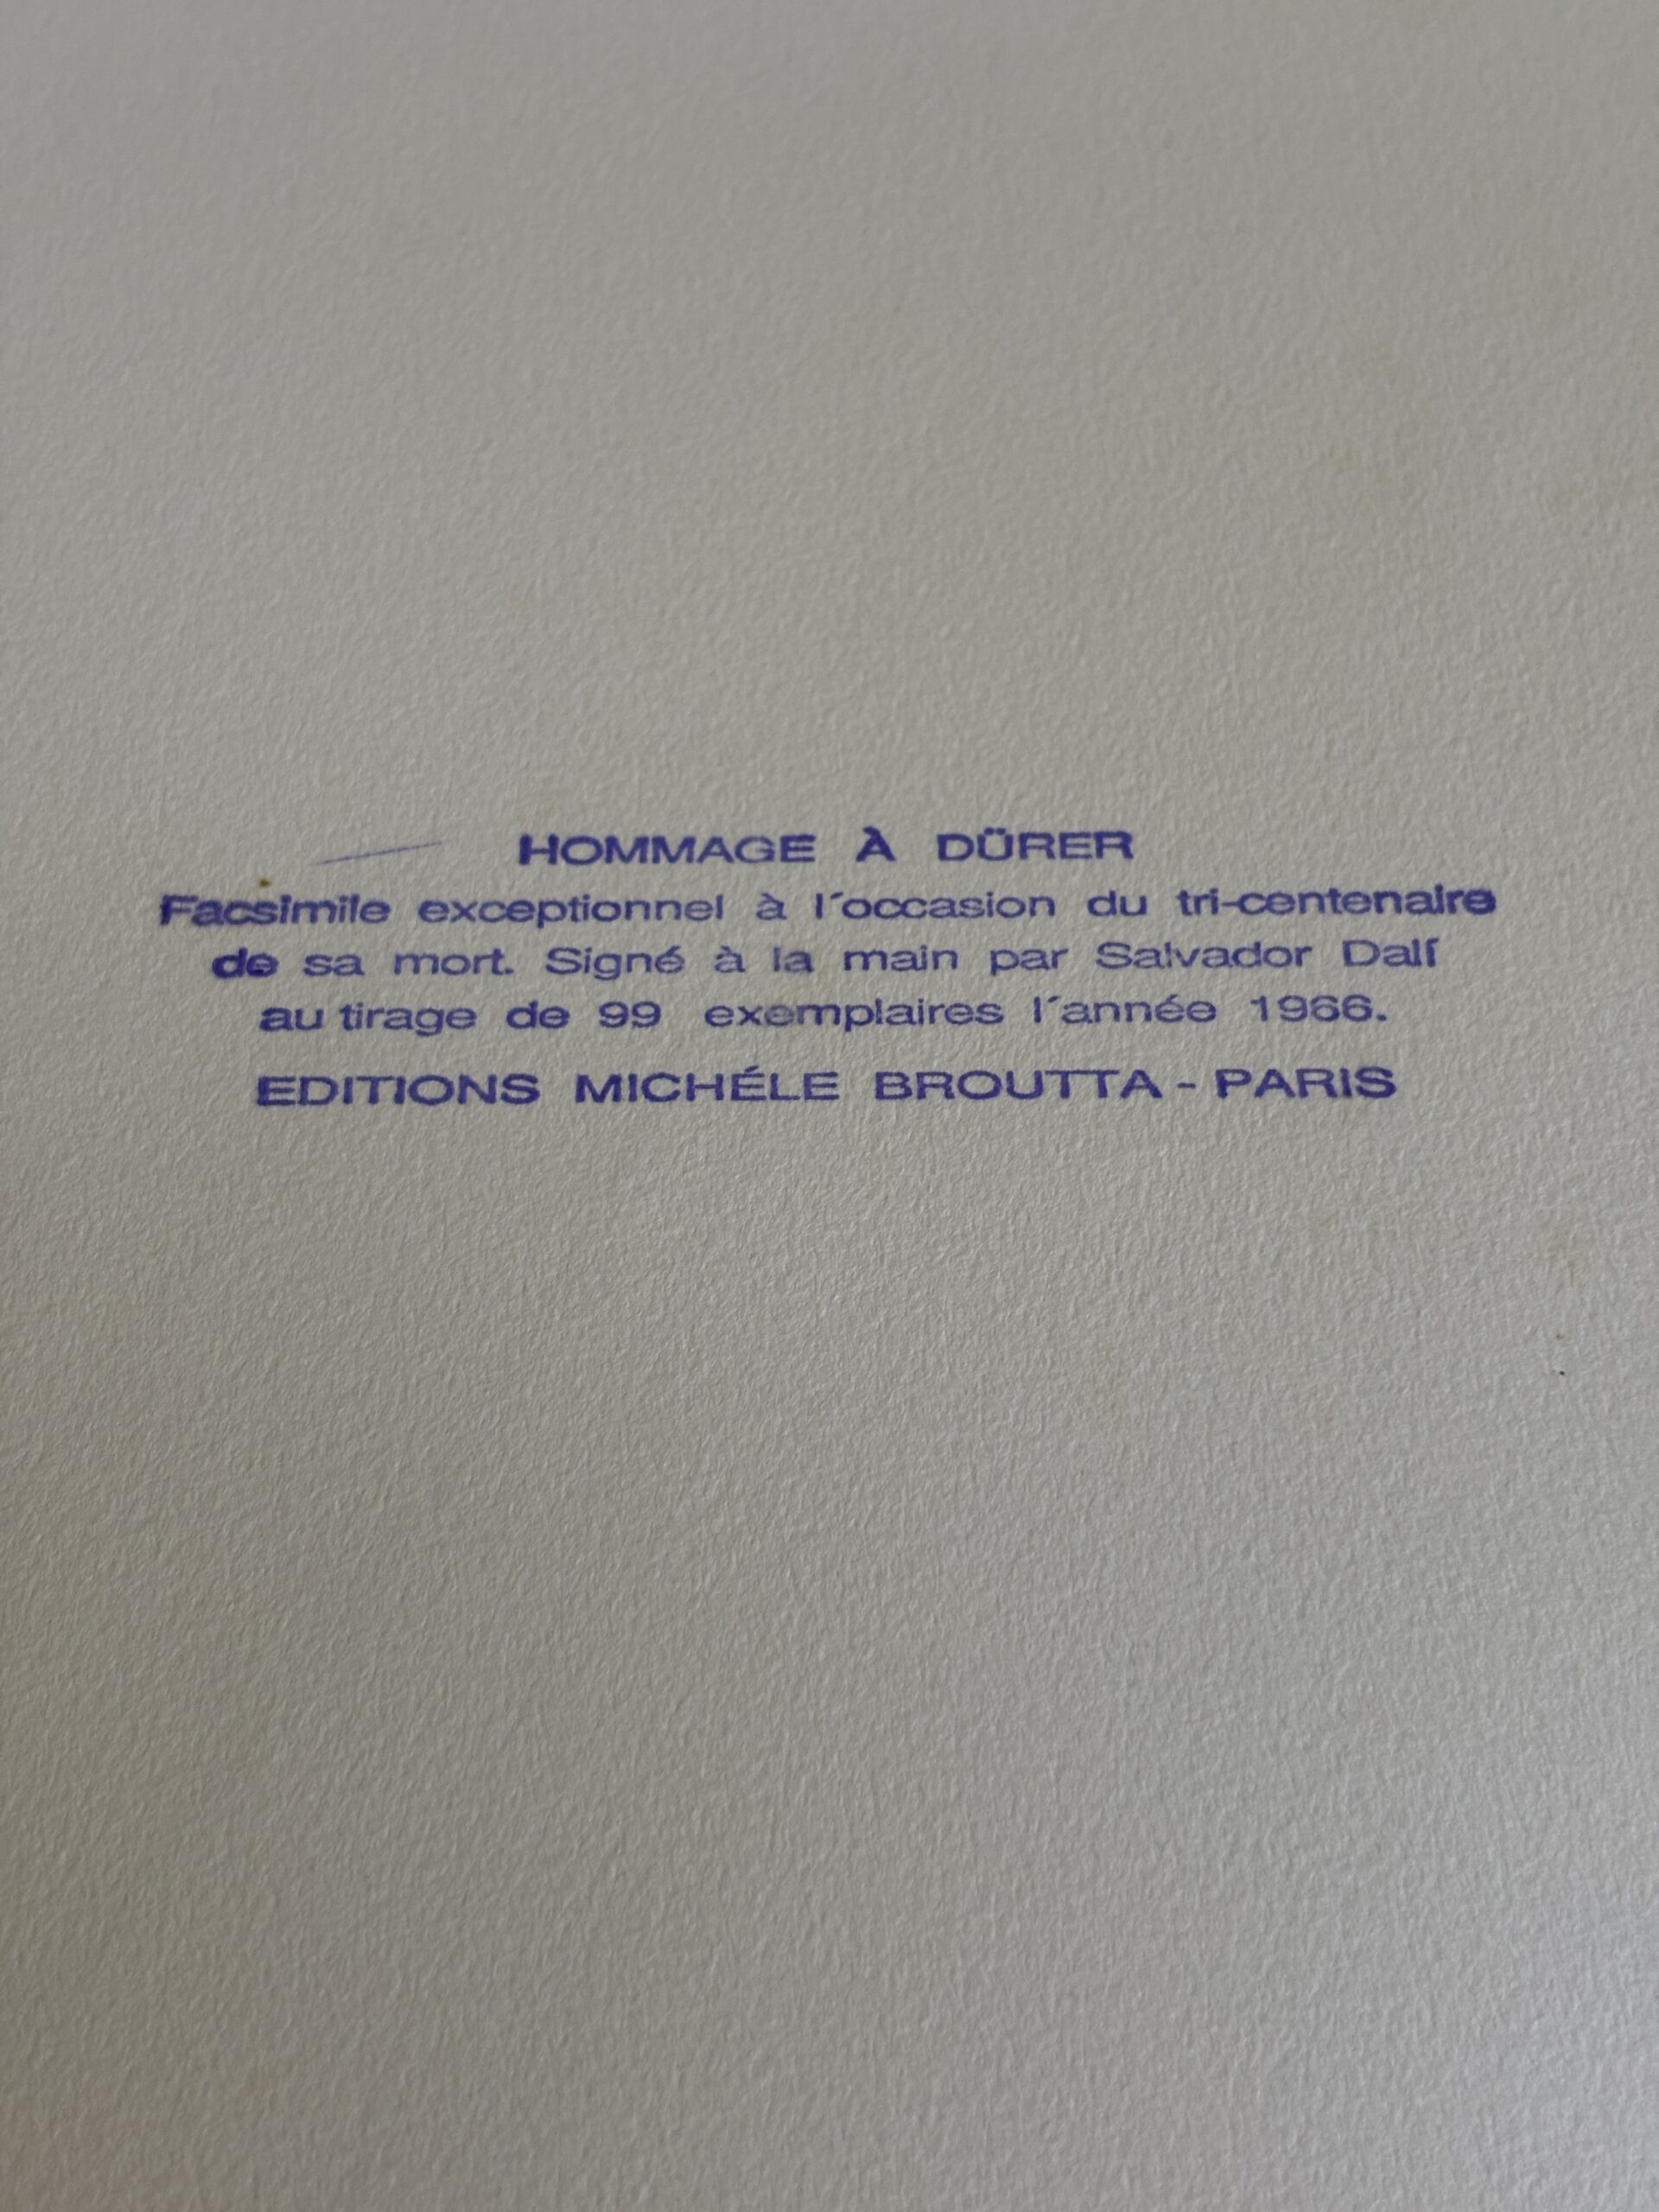 HOMMAGE À DÜRER
Facsimile exceptionnel à l´occasion du tri-centenaire
de sa mort. Signé à la main par Salvador Dalí
au tirage de 99 exemplaires l´année 1966.
EDITIONS MICHÉLE BROUTTA - PARIS